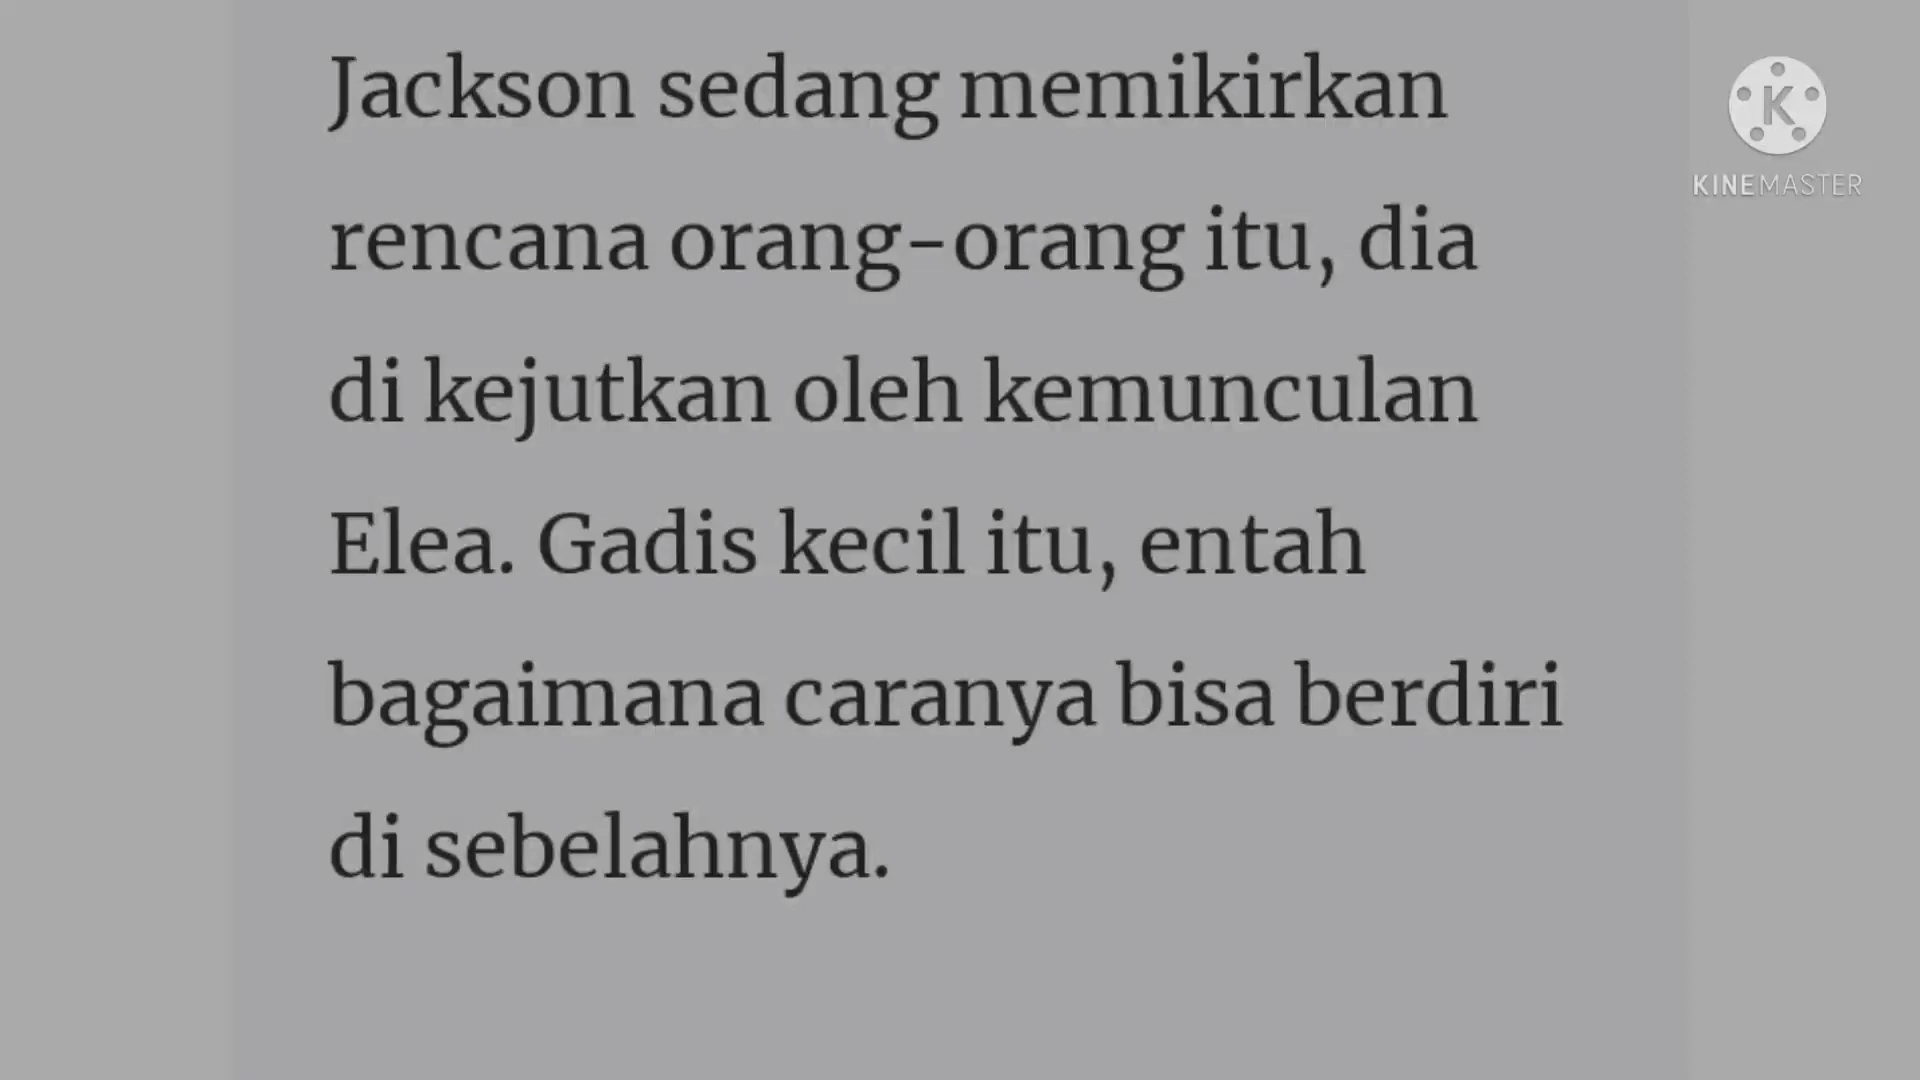 Jackson sedang memikirkan
rencana orang-orang itu, dia
di kejutkan oleh kemunculan
Elea. Gadis kecil itu, entah
bagaimana caranya bisa berdiri
di sebelahnya.
K
KINEMASTER